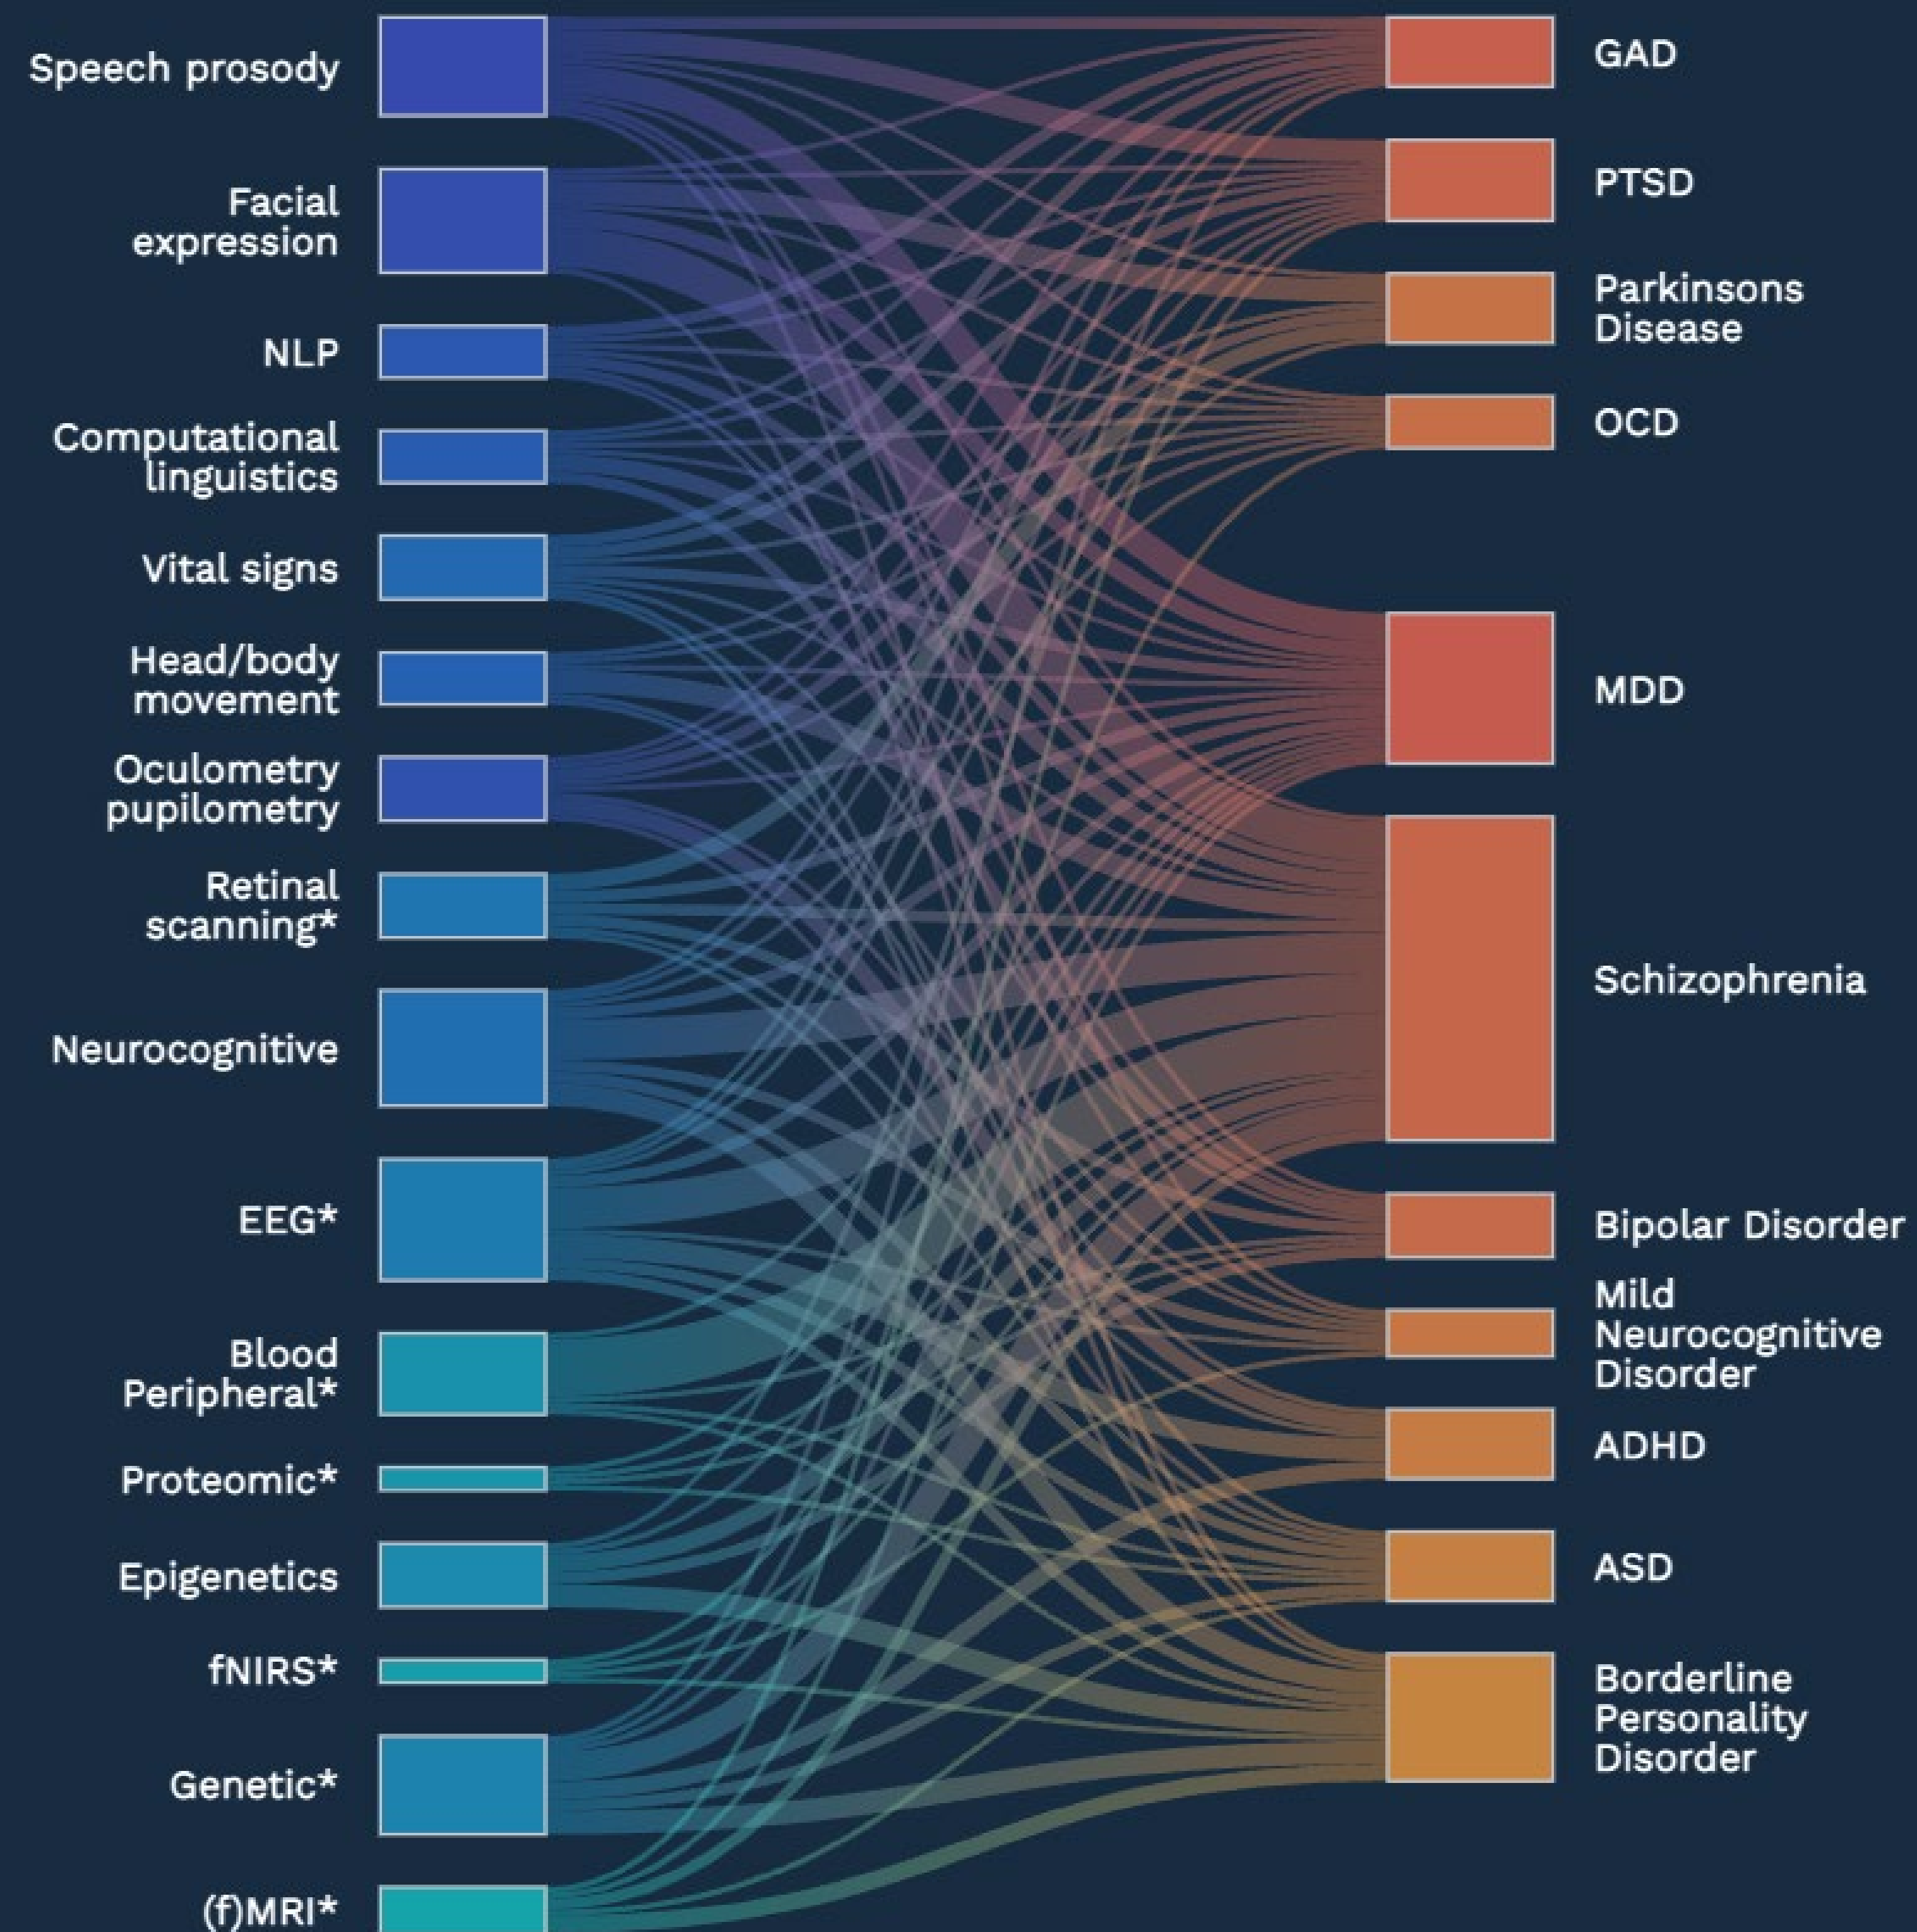 Speech prosody
Facial
expression
NLP
Computational
linguistics
Vital signs
Head/body
movement
Oculometry
pupilometry
Retinal
scanning*
Neurocognitive
EEG*
Blood
Peripheral*
Proteomic*
Epigenetics
fNIRS*
Genetic*
(f)MRI*
GAD
PTSD
Parkinsons
Disease
OCD
MDD
Schizophrenia
Bipolar Disorder
Mild
Neurocognitive
Disorder
ADHD
ASD
Borderline
Personality
Disorder